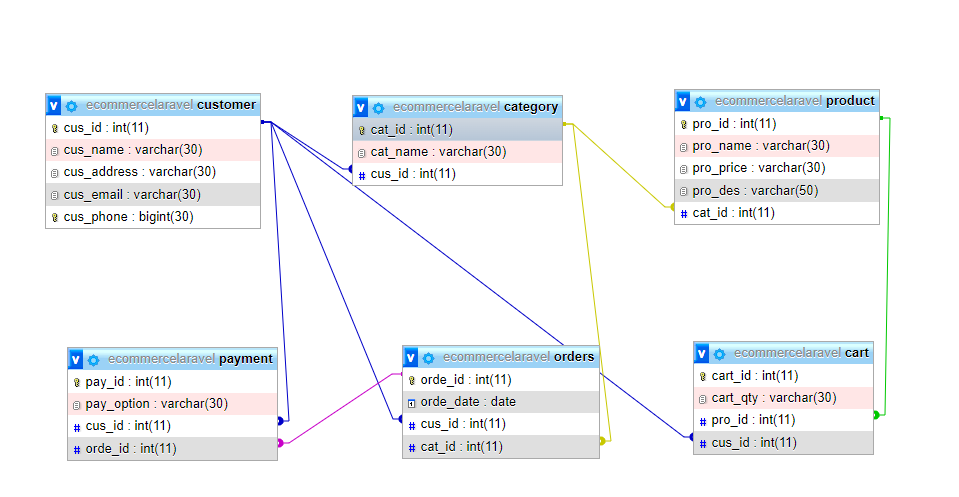 ecommercelaravel customer
cus_id : int(11)
cus_name : varchar(30)
cus_address : varchar(30)
cus_email : varchar(30)
cus_phone : bigint(30)
ecommercelaravel category
cat_id : int(11)
cat_name : varchar(30)
cus_id : int(11)
ecommercelaravel product
pro_id : int(11)
pro_name : varchar(30)
pro_price : varchar(30)
pro_des : varchar(50)
cat_id : int(11)
ecommercelaravel payment
pay_id : int(11)
pay_option : varchar(30)
cus_id : int(11)
orde_id : int(11)
ecommercelaravel orders
orde_id : int(11)
orde_date : date
cus_id : int(11)
cat_id : int(11)
ecommercelaravel cart
cart_id : int(11)
cart_qty : varchar(30)
pro_id : int(11)
cus_id : int(11)